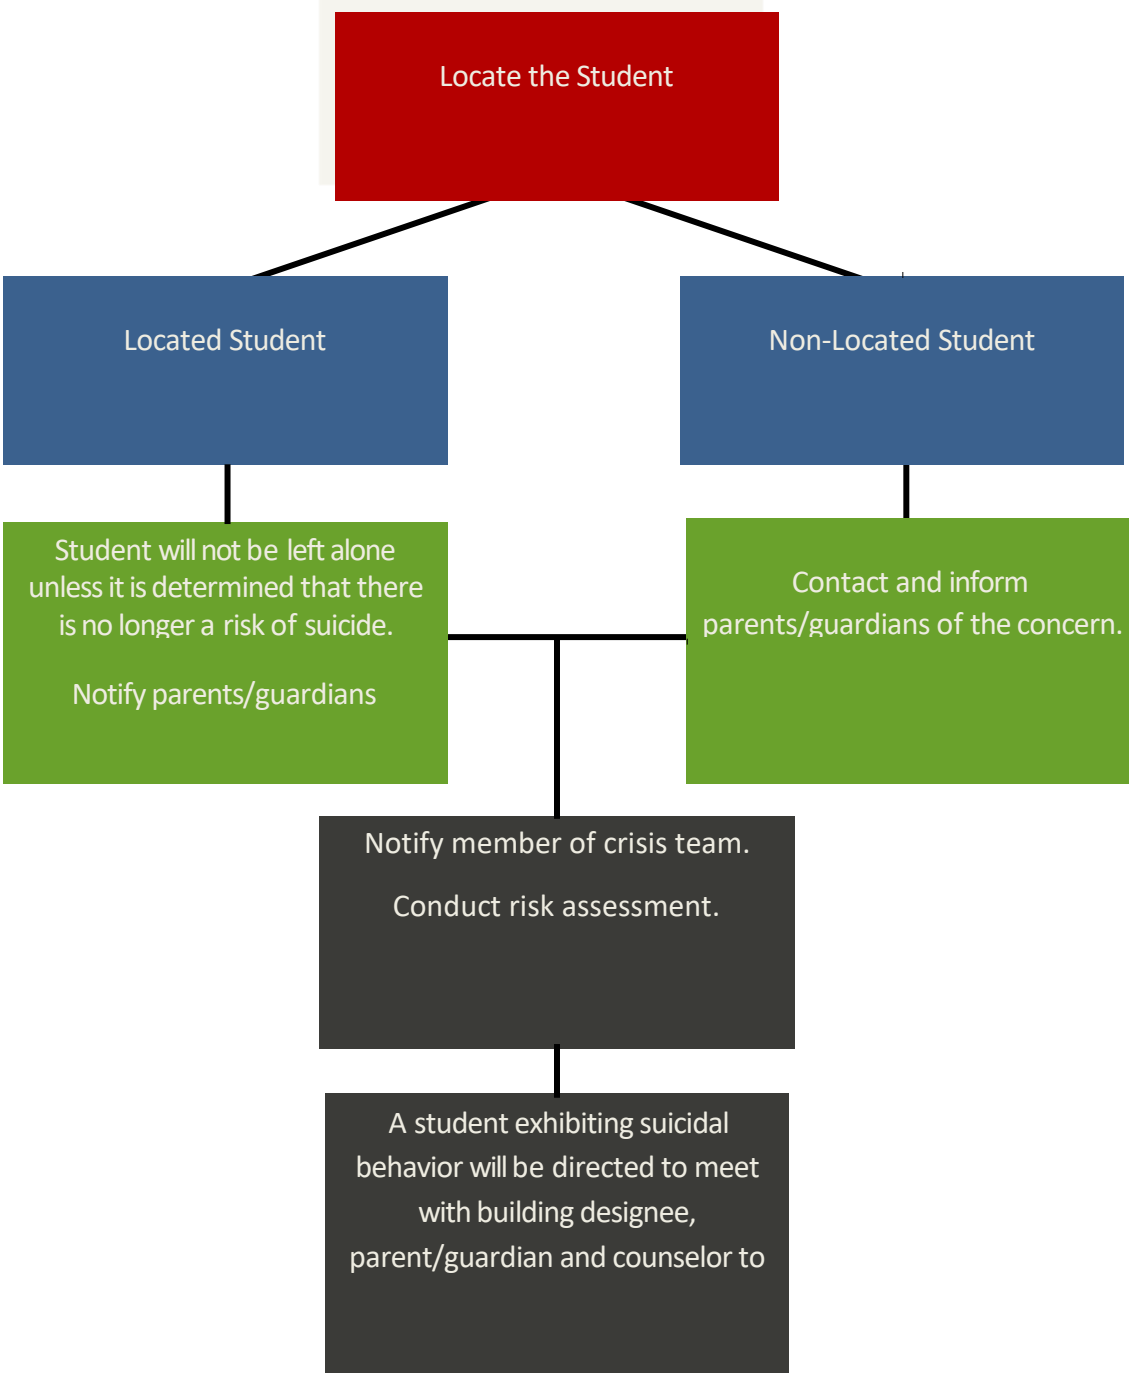 Locate the Student
Located Student
Non-Located Student
Student will not be left alone
unless it is determined that there
is no longer a risk of suicide.
Notify parents/guardians
Contact and inform
parents/guardians of the concern.
Notify member of crisis team.
Conduct risk assessment.
A student exhibiting suicidal
behavior will be directed to meet
with building designee,
parent/guardian and counselor to